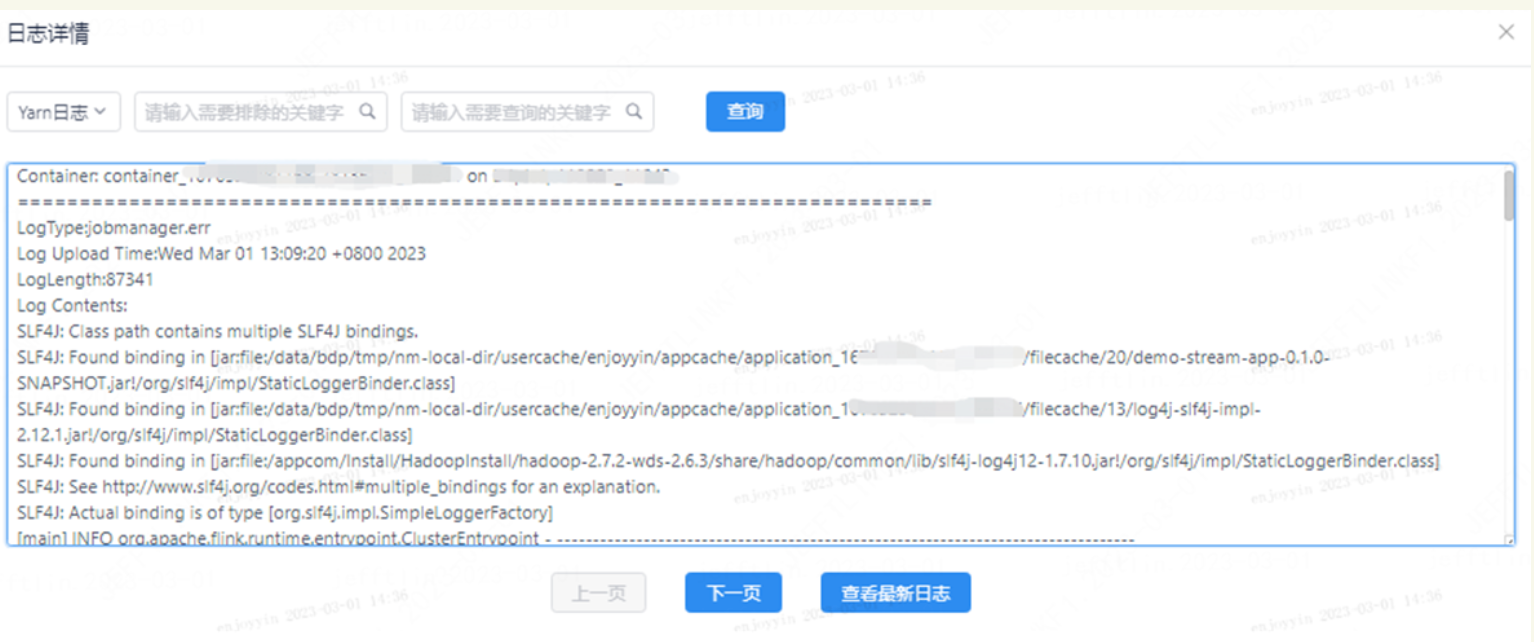 日志详情
Yarn日志 请输入需要排除的关键字 请输入需要查询的关键字 查询
Container: container_ on
===========================================================================
LogType:jobmanager.err
Log Upload Time:Wed Mar 01 13:09:20 +0800 2023
LogLength:87341
Log Contents:
SLF4J: Class path contains multiple SLF4J bindings.
SLF4J: Found binding in [jar:file:/data/bdp/tmp/nm-local-dir/usercache/enjoyyin/appcache/application_16 /filecache/20/demo-stream-app-0.1.0-
SNAPSHOT.jar!/org/slf4j/impl/StaticLoggerBinder.class]
SLF4J: Found binding in [jar:file:/data/bdp/tmp/nm-local-dir/usercache/enjoyyin/appcache/application_ /filecache/13/log4j-slf4j-impl-
2.12.1.jar!/org/slf4j/impl/StaticLoggerBinder.class]
SLF4J: Found binding in [jar:file:/appcom/Install/HadoopInstall/hadoop-2.7.2-wds-2.6.3/share/hadoop/common/lib/slf4j-log4j12-1.7.10.jar!/org/slf4j/impl/StaticLoggerBinder.class]
SLF4J: See http://www.slf4j.org/codes.html#multiple_bindings for an explanation.
SLF4J: Actual binding is of type [org.slf4j.impl.SimpleLoggerFactory]
[main] INFO org.apache.flink.runtime.entrypoint.ClusterEntrypoint - --------------------------------------------------------------------------------
上一页 下一页 查看最新日志
enjoyyin 2023-03-01 14:36